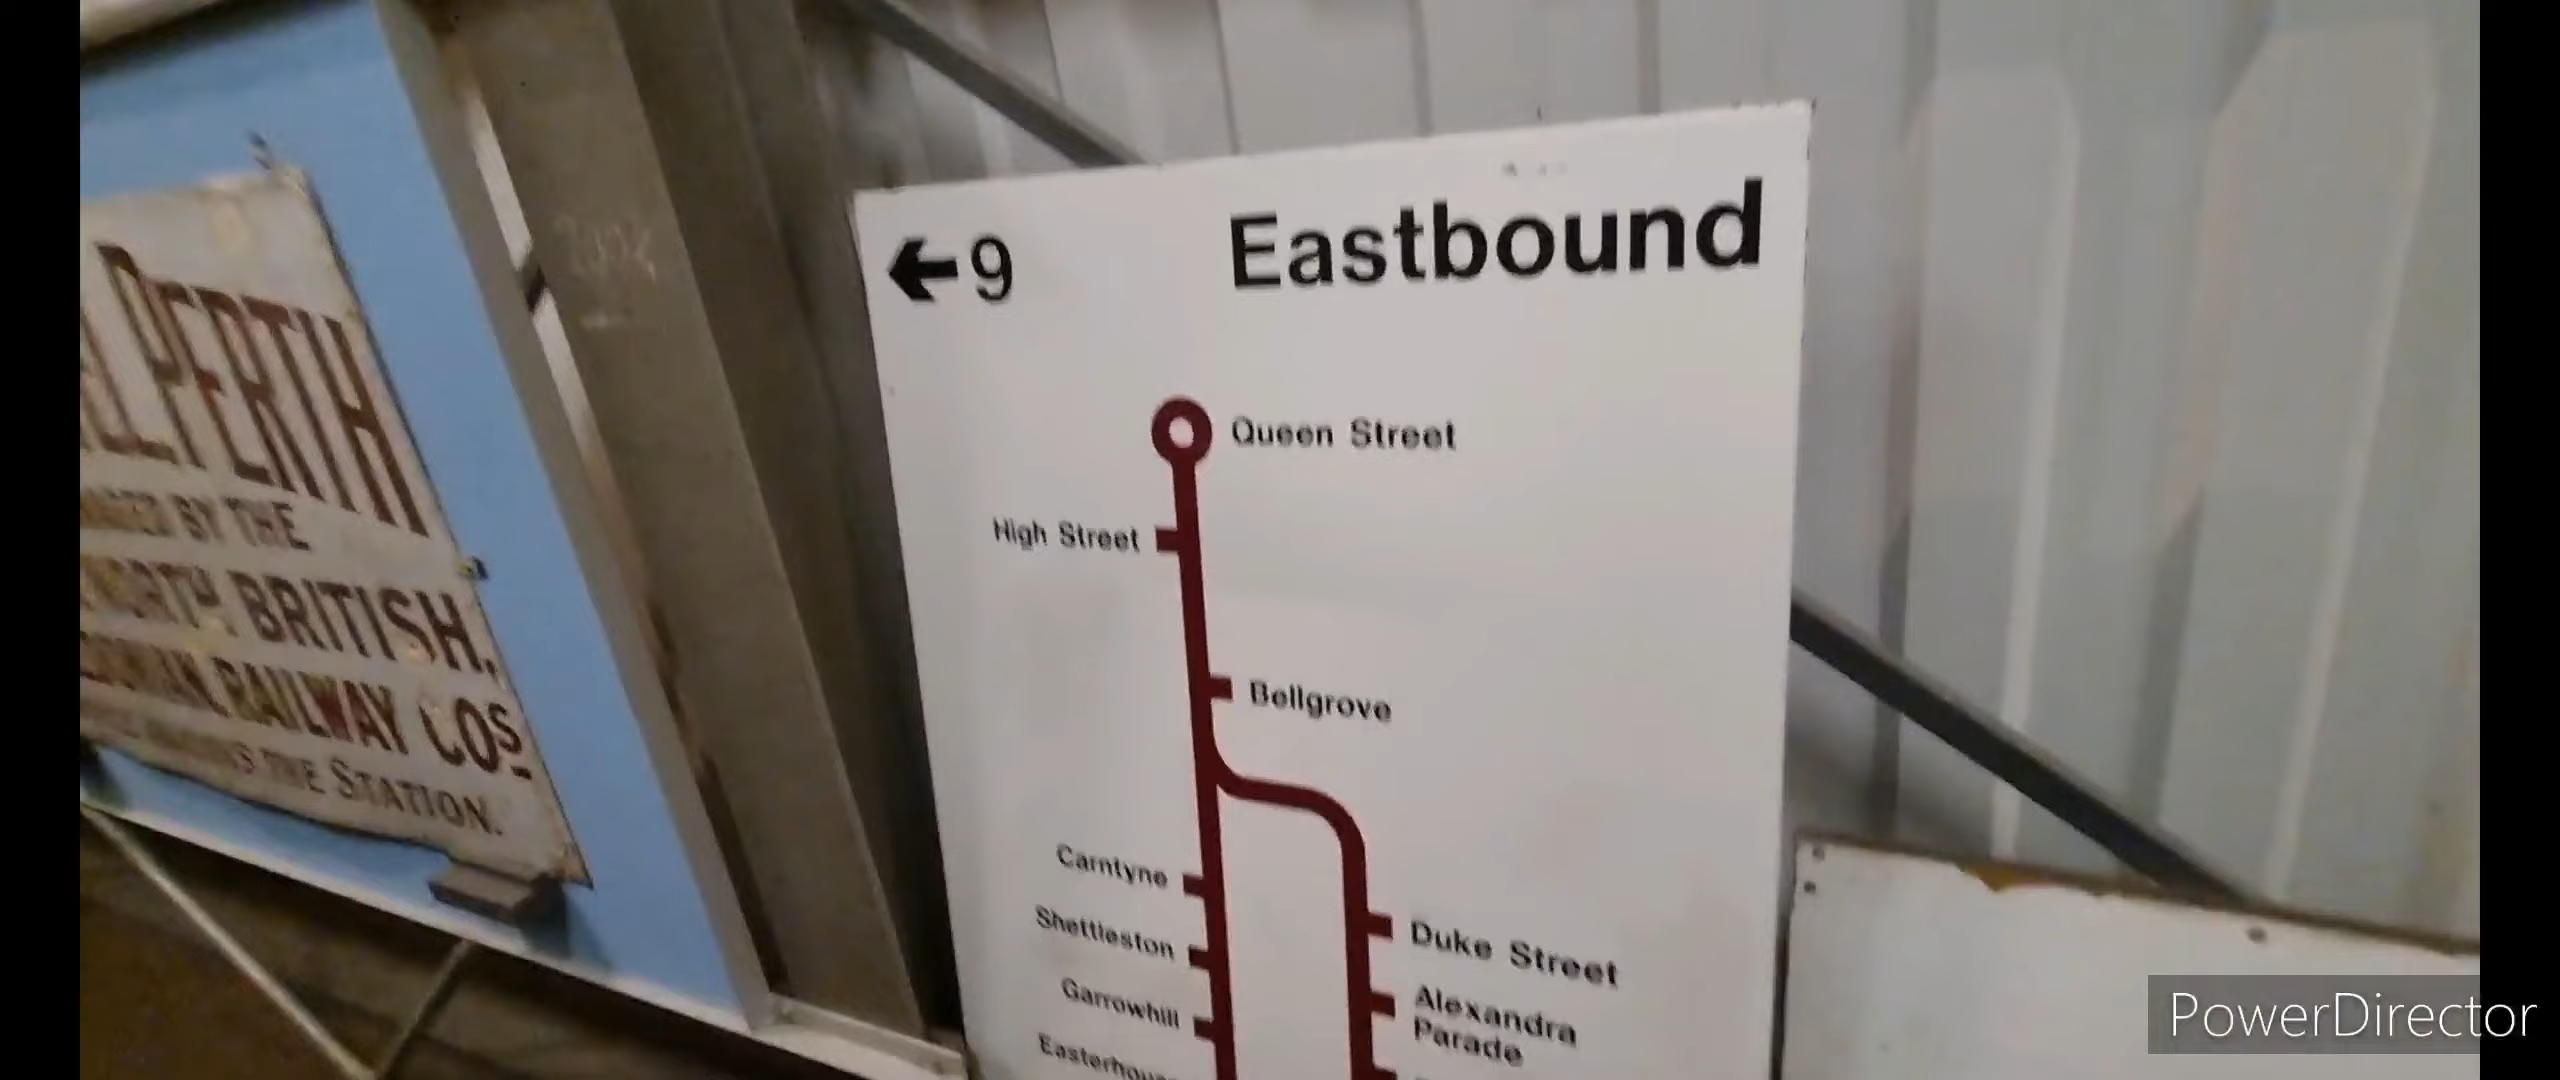 PERTH
BY THE
NORTH BRITISH,
RAILWAY COS
THE STATION.
←9 Eastbound
Queen Street
High Street
Bellgrove
Carntyne
Shettleston
Garrowhill
Duke Street
Alexandra
Parade
PowerDirector